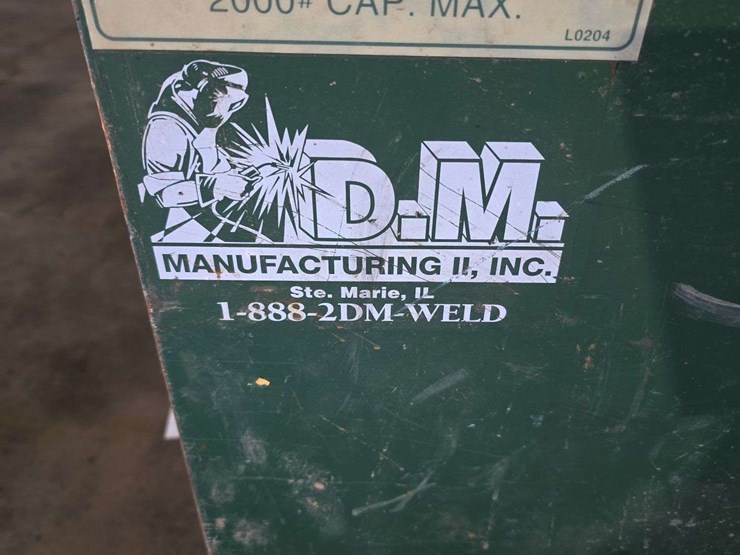 2000# CAP. MAX.
L0204
D.M.
MANUFACTURING II, INC.
Ste. Marie, IL
1-888-2DM-WELD